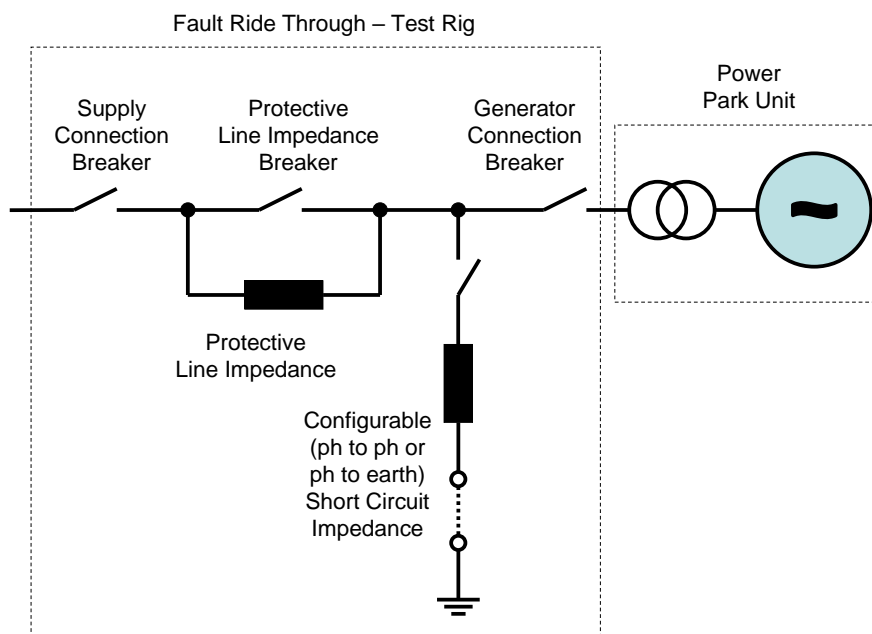 Fault Ride Through – Test Rig
Power
Park Unit
Supply
Connection
Breaker
Protective
Line Impedance
Breaker
Generator
Connection
Breaker
Protective
Line Impedance
Configurable
(ph to ph or
ph to earth)
Short Circuit
Impedance